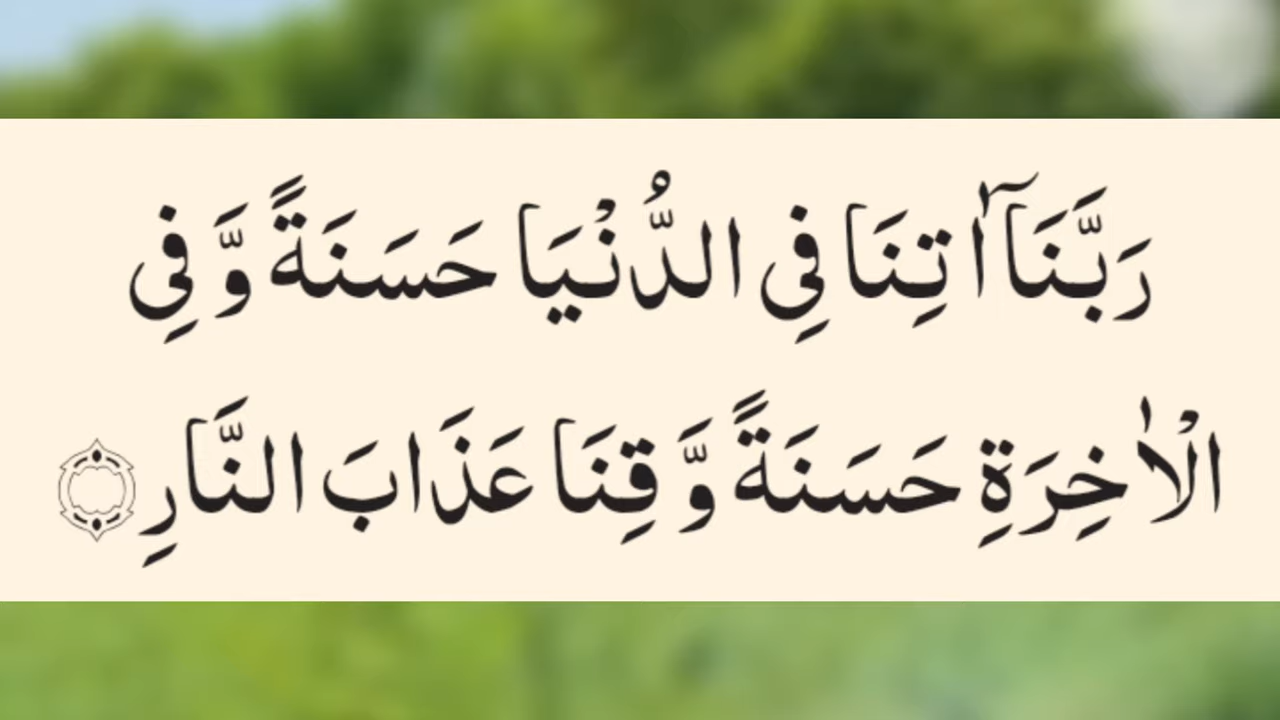 رَبَّنَاۤ اٰتِنَا فِی الدُّنْیَا حَسَنَةً وَّ فِی
الْاٰخِرَةِ حَسَنَةً وَّ قِنَا عَذَابَ النَّارِ